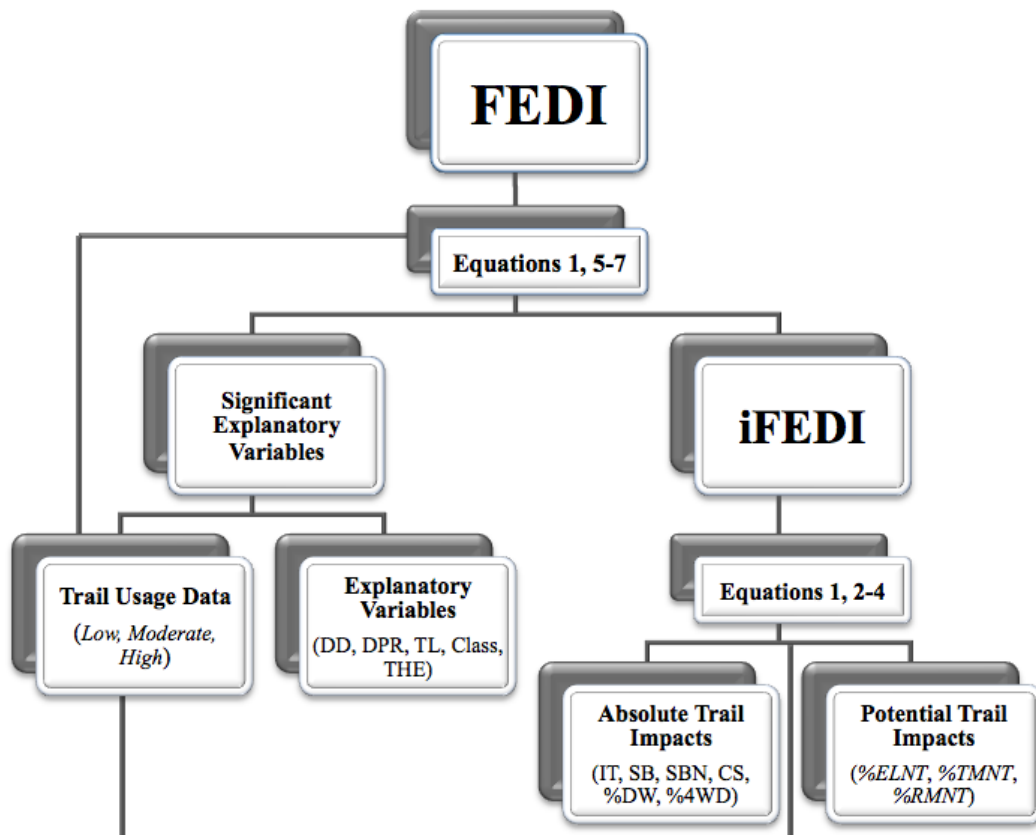 FEDI
Equations 1, 5-7
Significant
Explanatory
Variables
iFEDI
Trail Usage Data
(Low, Moderate,
High)
Explanatory
Variables
(DD, DPR, TL, Class,
THE)
Equations 1, 2-4
Absolute Trail
Impacts
(IT, SB, SBN, CS,
%DW, %4WD)
Potential Trail
Impacts
(%ELNT, %TMNT,
%RMNT)